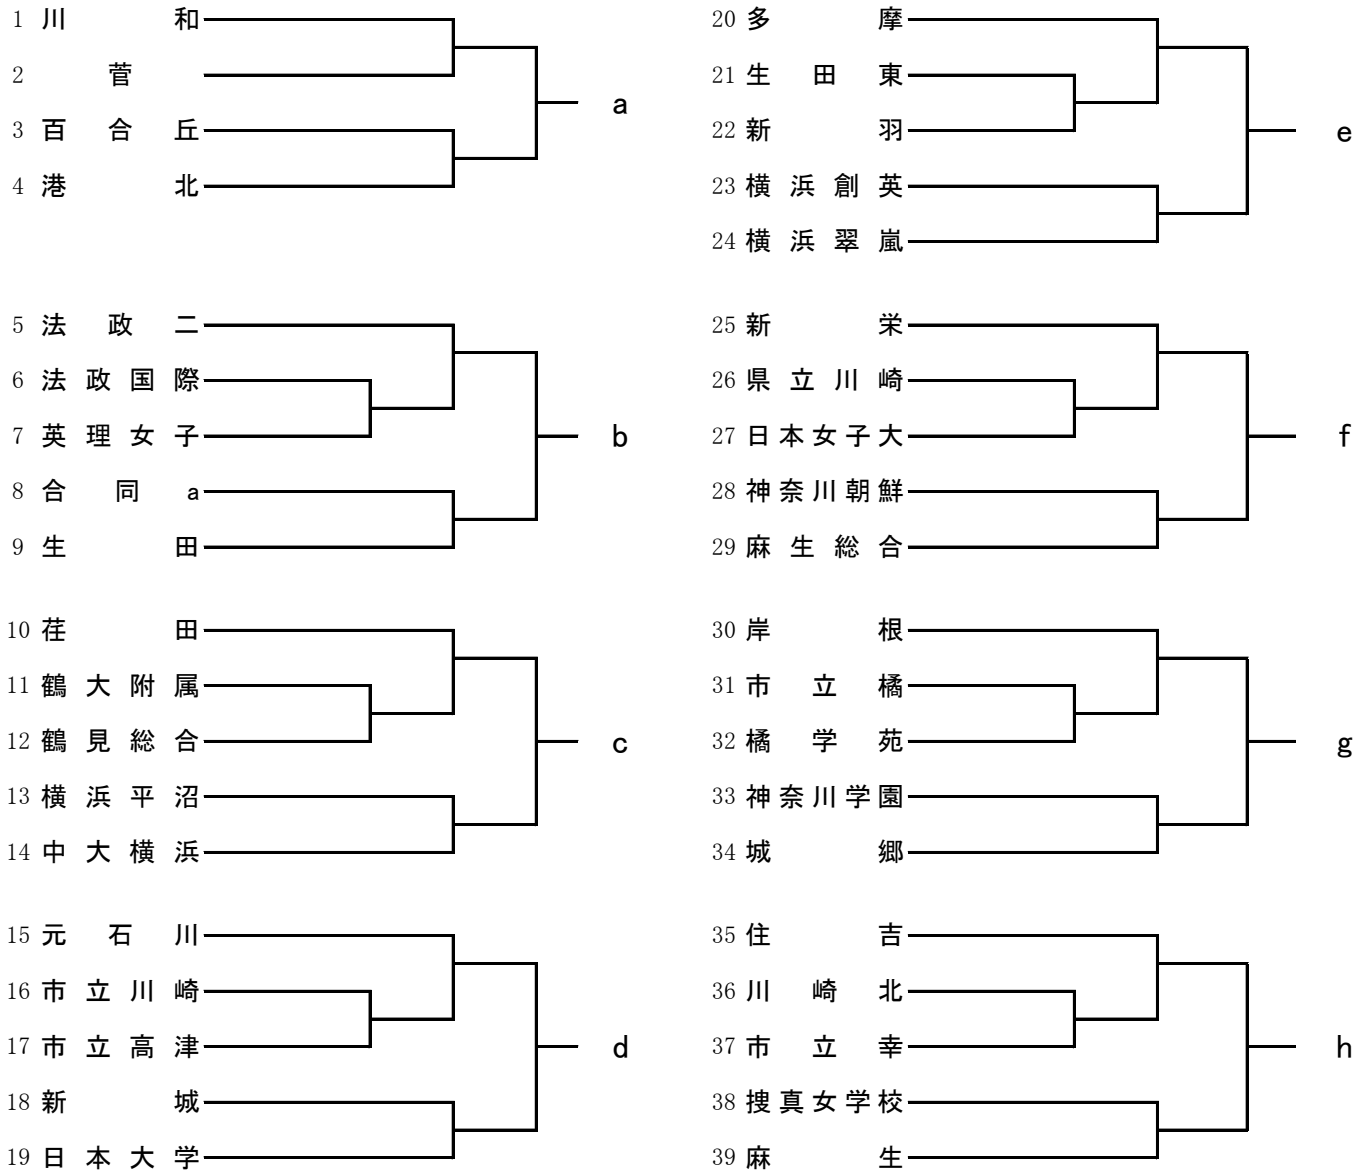 1 川和
2 菅
a
3 百合丘
4 港北
5 法政二
6 法政国際
7 英理女子
b
8 合同a
9 生田
10 荏田
11 鶴大附属
12 鶴見総合
c
13 横浜平沼
14 中大横浜
15 元石川
16 市立川崎
17 市立高津
d
18 新城
19 日本大学
20 多摩
21 生田東
22 新羽
e
23 横浜創英
24 横浜翠嵐
25 新栄
26 県立川崎
27 日本女子大
f
28 神奈川朝鮮
29 麻生総合
30 岸根
31 市立橘
32 橘学苑
g
33 神奈川学園
34 城郷
35 住吉
36 川崎北
37 市立幸
h
38 捜真女学校
39 麻生